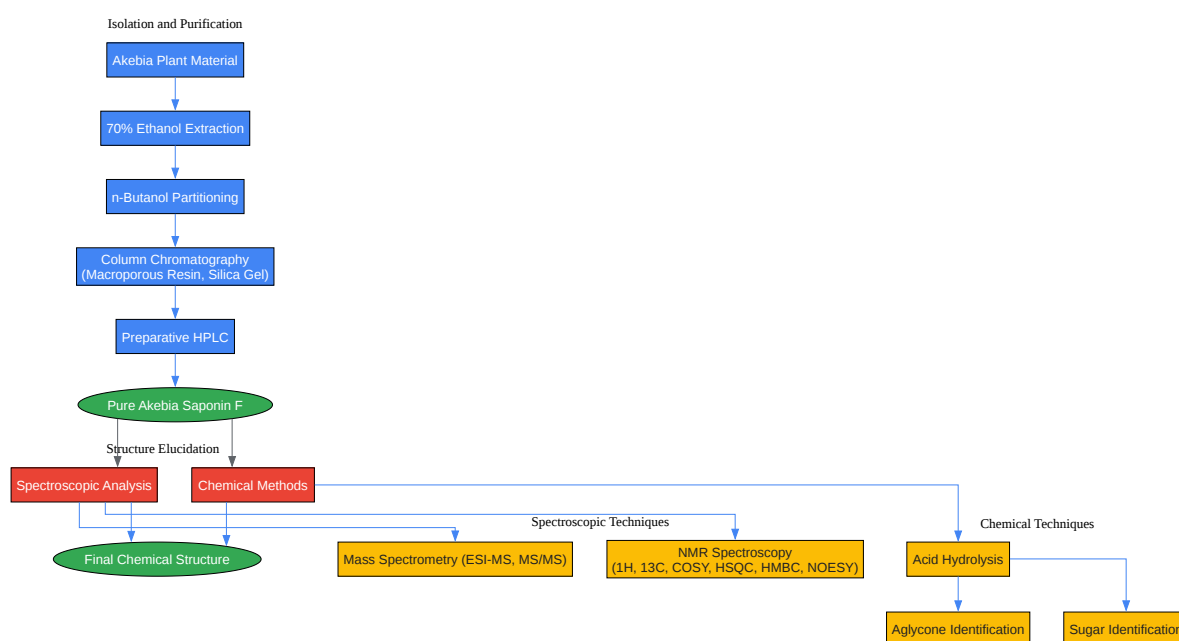 Isolation and Purification
Akebia Plant Material
70% Ethanol Extraction
n-Butanol Partitioning
Column Chromatography
(Macroporous Resin, Silica Gel)
Preparative HPLC
Pure Akebia Saponin F
Structure Elucidation
Spectroscopic Analysis
Chemical Methods
Spectroscopic Techniques
Chemical Techniques
Final Chemical Structure
Mass Spectrometry (ESI-MS, MS/MS)
NMR Spectroscopy
(1H, 13C, COSY, HSQC, HMBC, NOESY)
Acid Hydrolysis
Aglycone Identification
Sugar Identification